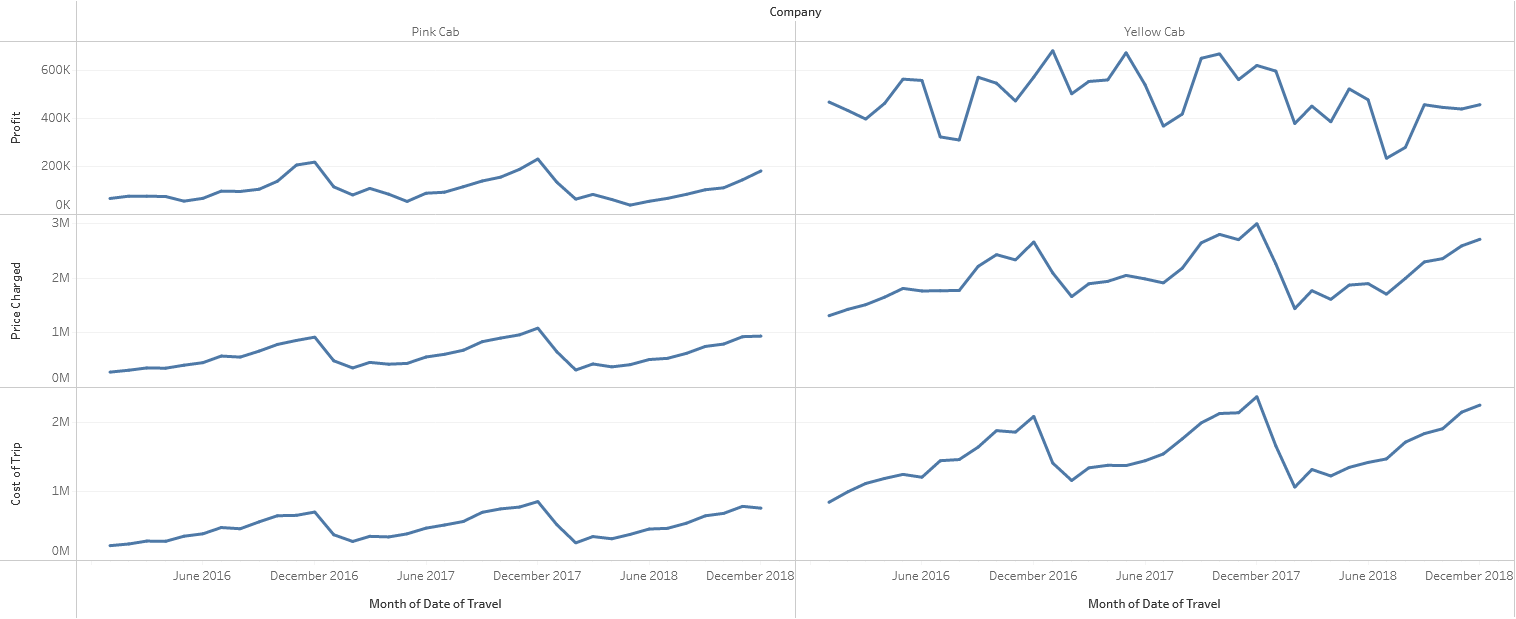 Company
Pink Cab
Yellow Cab
Profit
600K
400K
200K
0K
Price Charged
3M
2M
1M
0M
Cost of Trip
2M
1M
0M
June 2016 December 2016 June 2017 December 2017 June 2018 December 2018
June 2016 December 2016 June 2017 December 2017 June 2018 December 2018
Month of Date of Travel
Month of Date of Travel